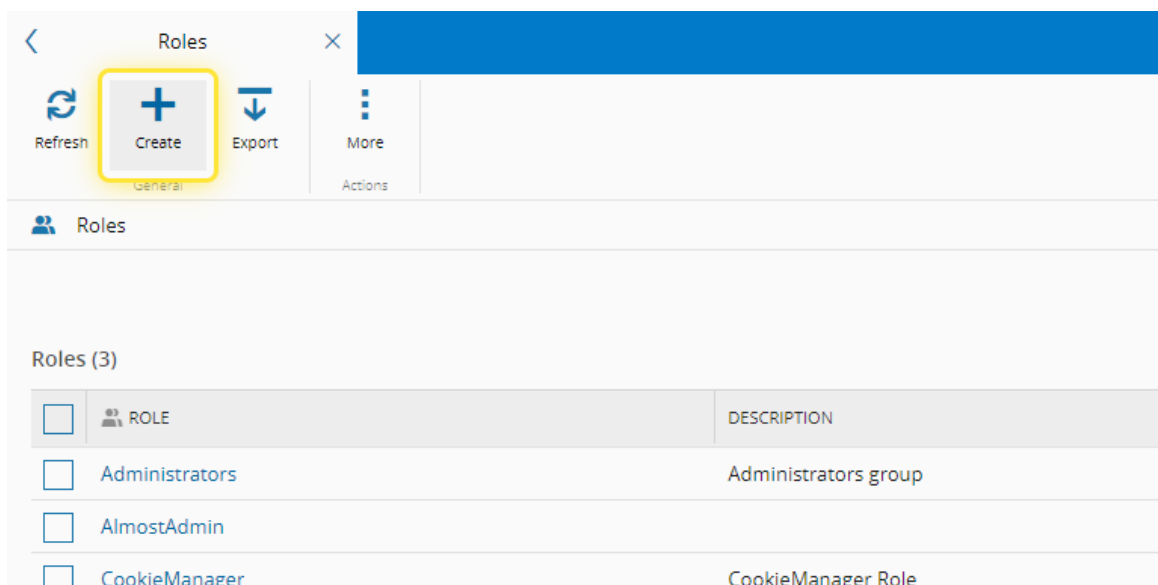 Roles
Refresh Create Export More
General Actions
Roles
Roles (3)
ROLE DESCRIPTION
Administrators Administrators group
AlmostAdmin
CookieManager CookieManager Role